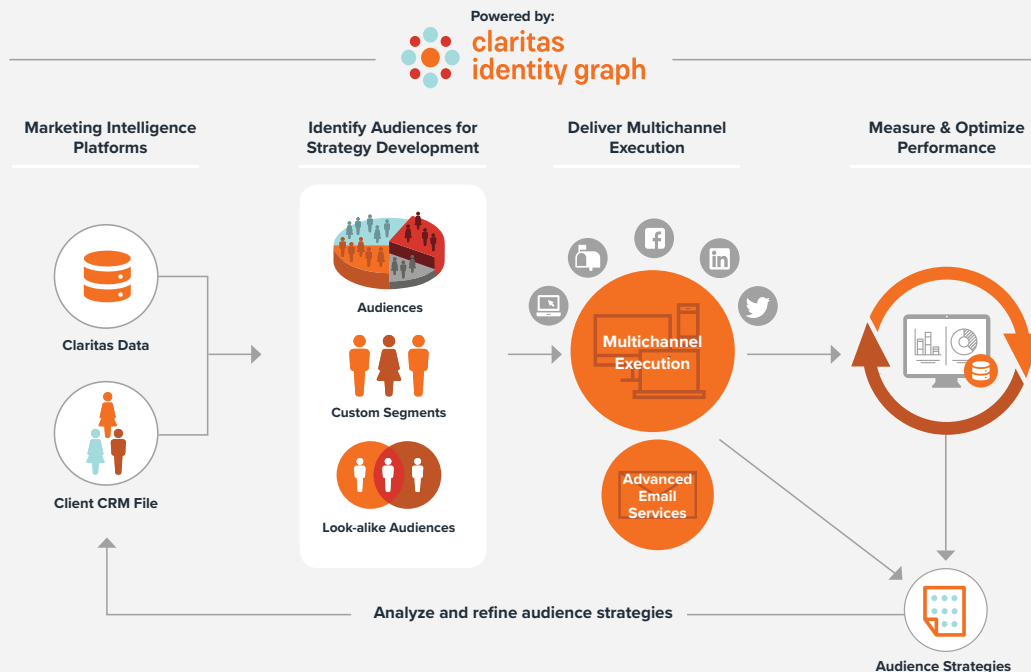 Powered by:
claritas
identity graph
Marketing Intelligence
Platforms
Identify Audiences for
Strategy Development
Deliver Multichannel
Execution
Measure & Optimize
Performance
Claritas Data
Client CRM File
Audiences
Custom Segments
Look-alike Audiences
Multichannel
Execution
Advanced
Email
Services
Analyze and refine audience strategies
Audience Strategies